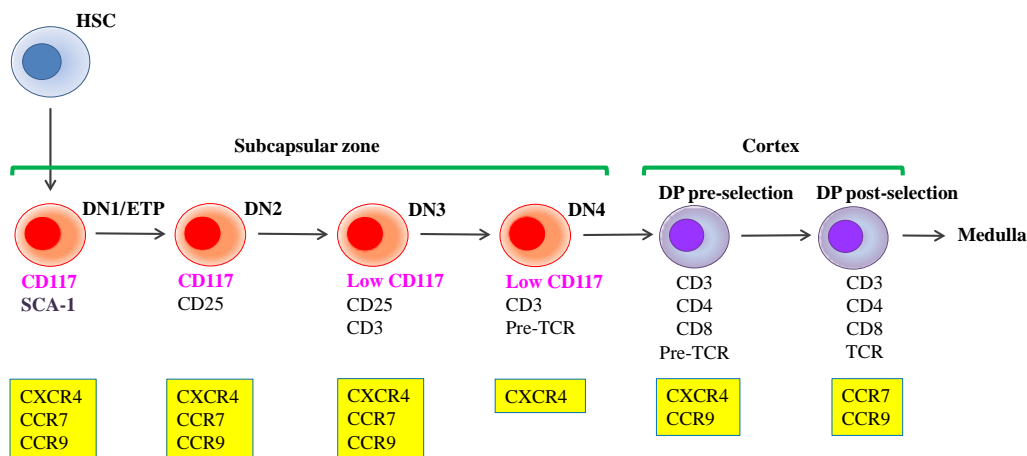 HSC
Subcapsular zone
Cortex
DN1/ETP
DN2
DN3
DN4
DP pre-selection
DP post-selection
Medulla
CD117
SCA-1
CD117
CD25
Low CD117
CD25
CD3
Low CD117
CD3
Pre-TCR
CD3
CD4
CD8
Pre-TCR
CD3
CD4
CD8
TCR
CXCR4
CCR7
CCR9
CXCR4
CCR7
CCR9
CXCR4
CCR7
CCR9
CXCR4
CXCR4
CCR9
CCR7
CCR9